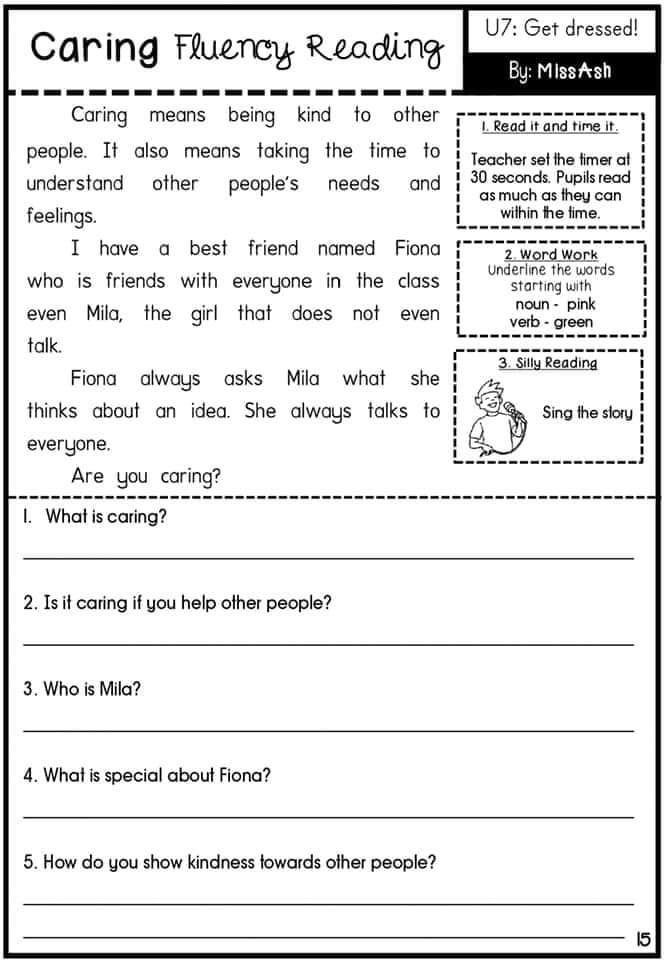 Caring Fluency Reading
U7: Get dressed!
By: MissAsh
Caring means being kind to other
people. It also means taking the time to
understand other people's needs and
feelings.
I have a best friend named Fiona
who is friends with everyone in the class
even Mila, the girl that does not even
talk.
Fiona always asks Mila what she
thinks about an idea. She always talks to
everyone.
Are you caring?
1. Read it and time it.
Teacher set the timer at
30 seconds. Pupils read
as much as they can
within the time.
2. Word Work
Underline the words
starting with
noun - pink
verb - green
3. Silly Reading
Sing the story
1. What is caring?
2. Is it caring if you help other people?
3. Who is Mila?
4. What is special about Fiona?
5. How do you show kindness towards other people?
15